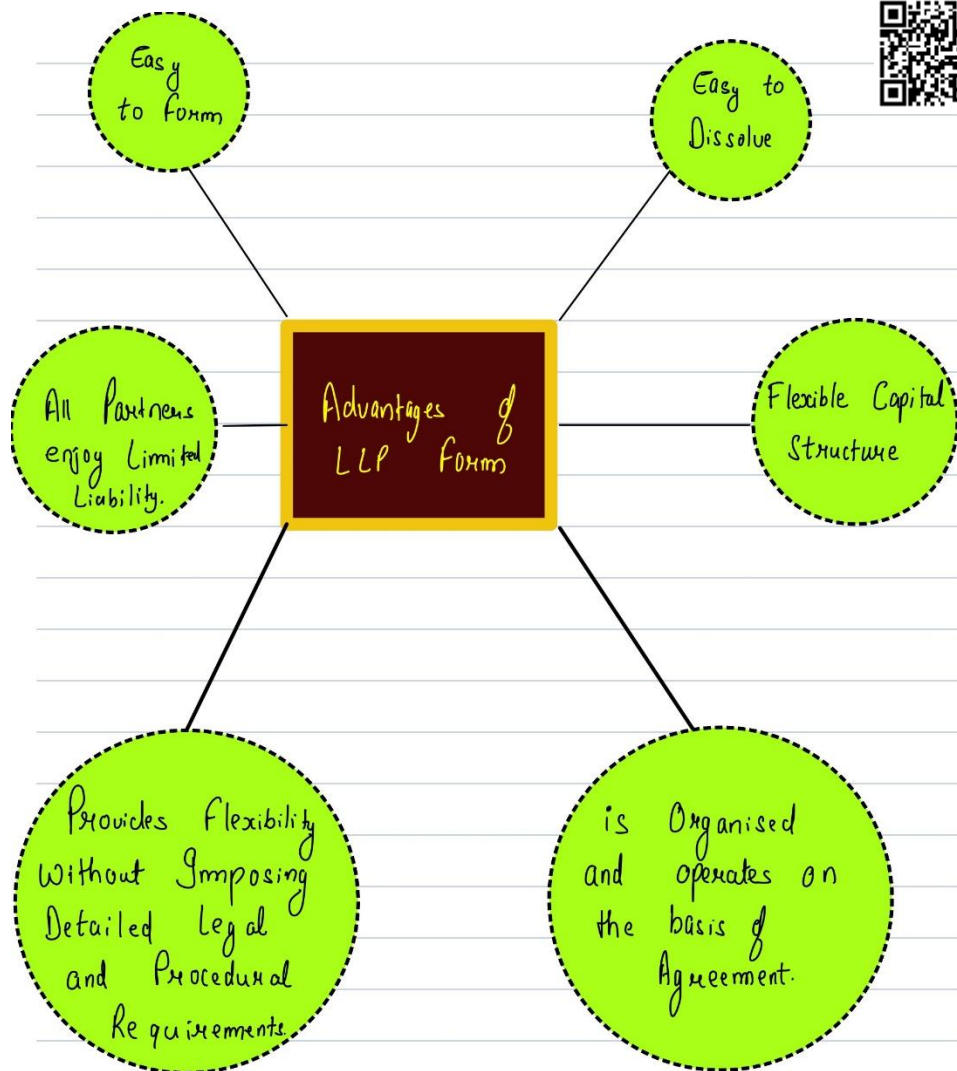 Easy
to Form
Easy to
Dissolve
All Partners
enjoy Limited
Liability.
Advantages of
LLP Form
Flexible Capital
Structure
Provides Flexibility
without Imposing
Detailed Legal
and Procedural
Requirements.
is Organised
and operates on
the basis of
Agreement.